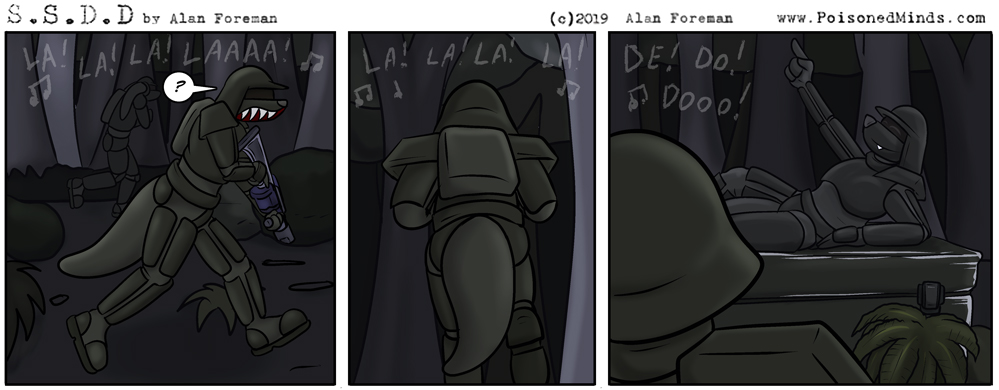 S.S.D.D by Alan Foreman
(c)2019 Alan Foreman
www.PoisonedMinds.com
LA! LA! LA! LAAAA!
?
LA! LA! LA! LA!
DE! DO!
DOOO!